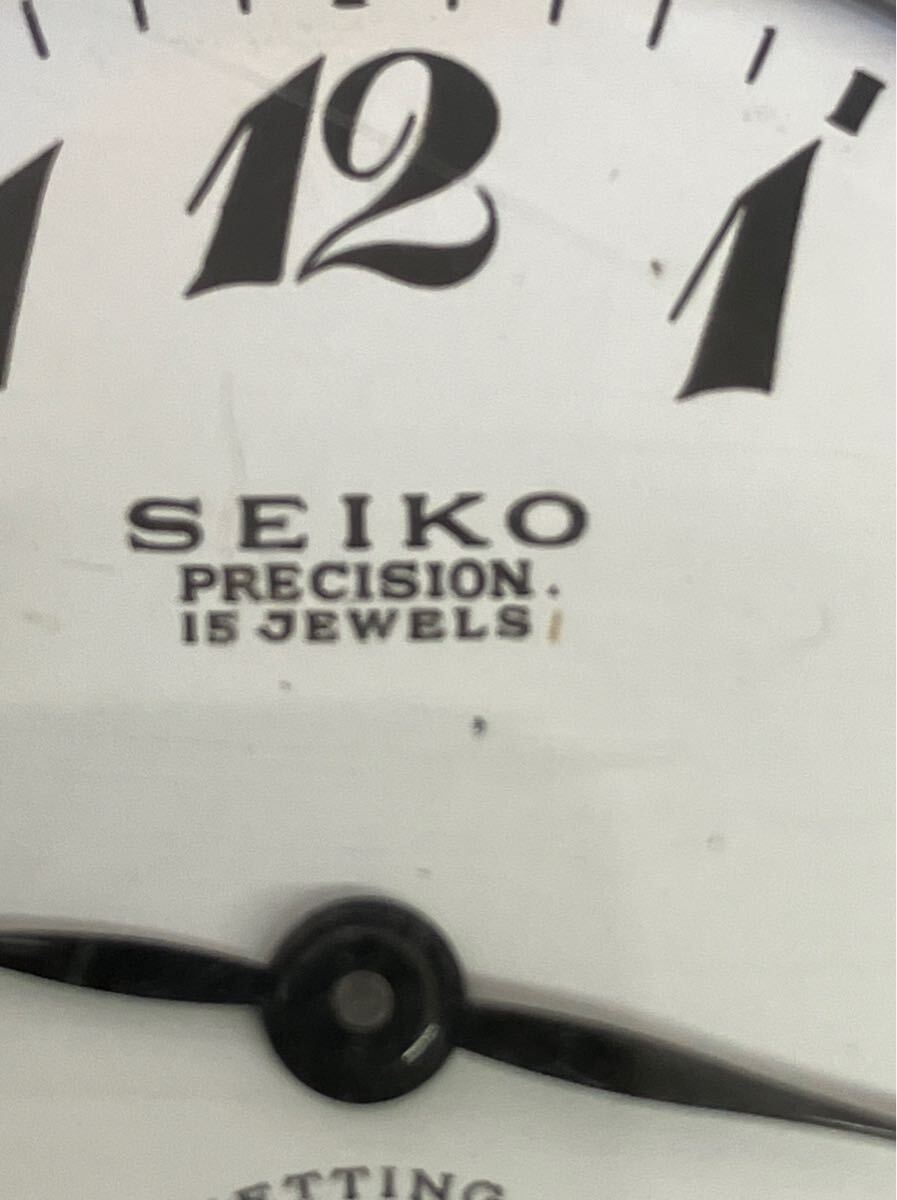 12
1
SEIKO
PRECISION.
15 JEWELS